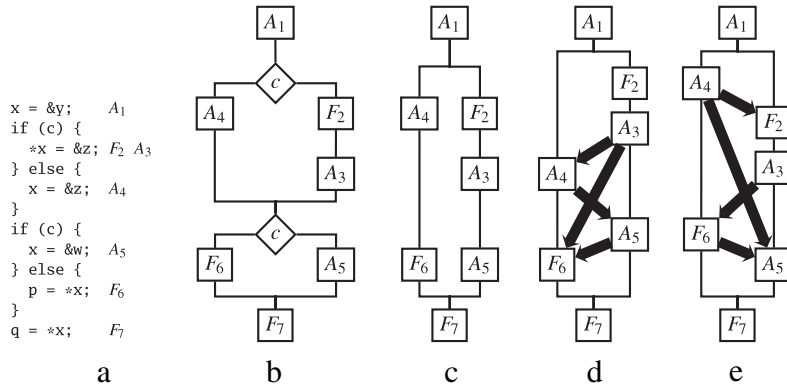 x = &y; A1
if (c) {
*x = &z; F2 A3
} else {
x = &z; A4
}
if (c) {
x = &w; A5
} else {
p = *x; F6
}
q = *x; F7
a
A1
c
A4
F2
A3
c
F6
A5
F7
b
A1
A4
F2
A3
F6
A5
F7
c
A1
F2
A3
A4
A5
F6
F7
d
A1
A4
F2
A3
F6
A5
F7
e